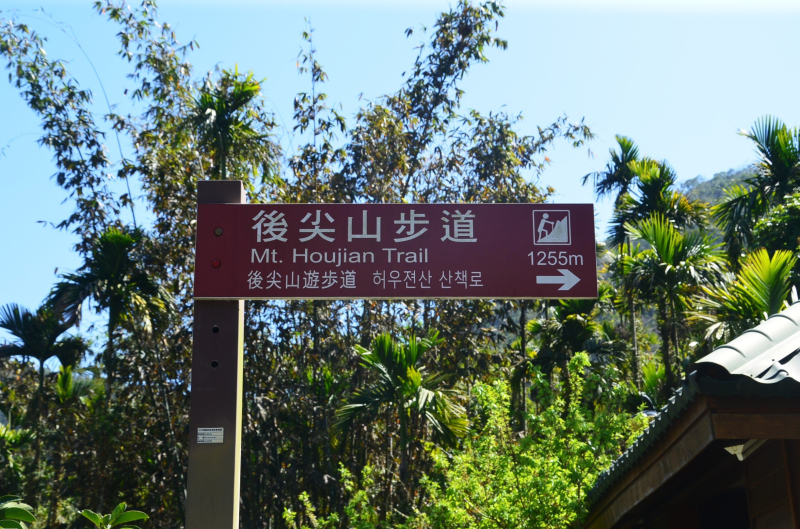 後尖山步道
Mt. Houjian Trail
後尖山遊步道 허우젼산 산책로
1255m